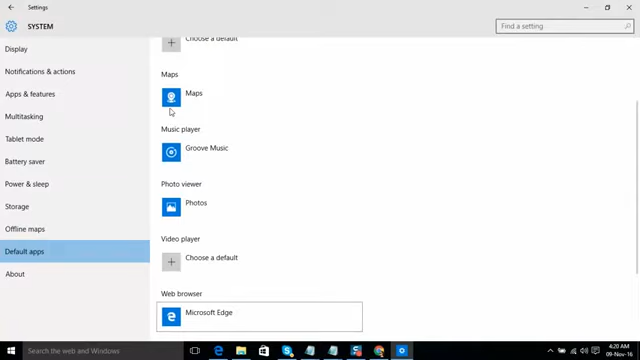 Settings
SYSTEM
Find a setting
Display
Notifications & actions
Apps & features
Multitasking
Tablet mode
Battery saver
Power & sleep
Storage
Offline maps
Default apps
About
Choose a default
Maps
Maps
Music player
Groove Music
Photo viewer
Photos
Video player
Choose a default
Web browser
Microsoft Edge
Search the web and Windows
4:20 AM
09-Nov-16